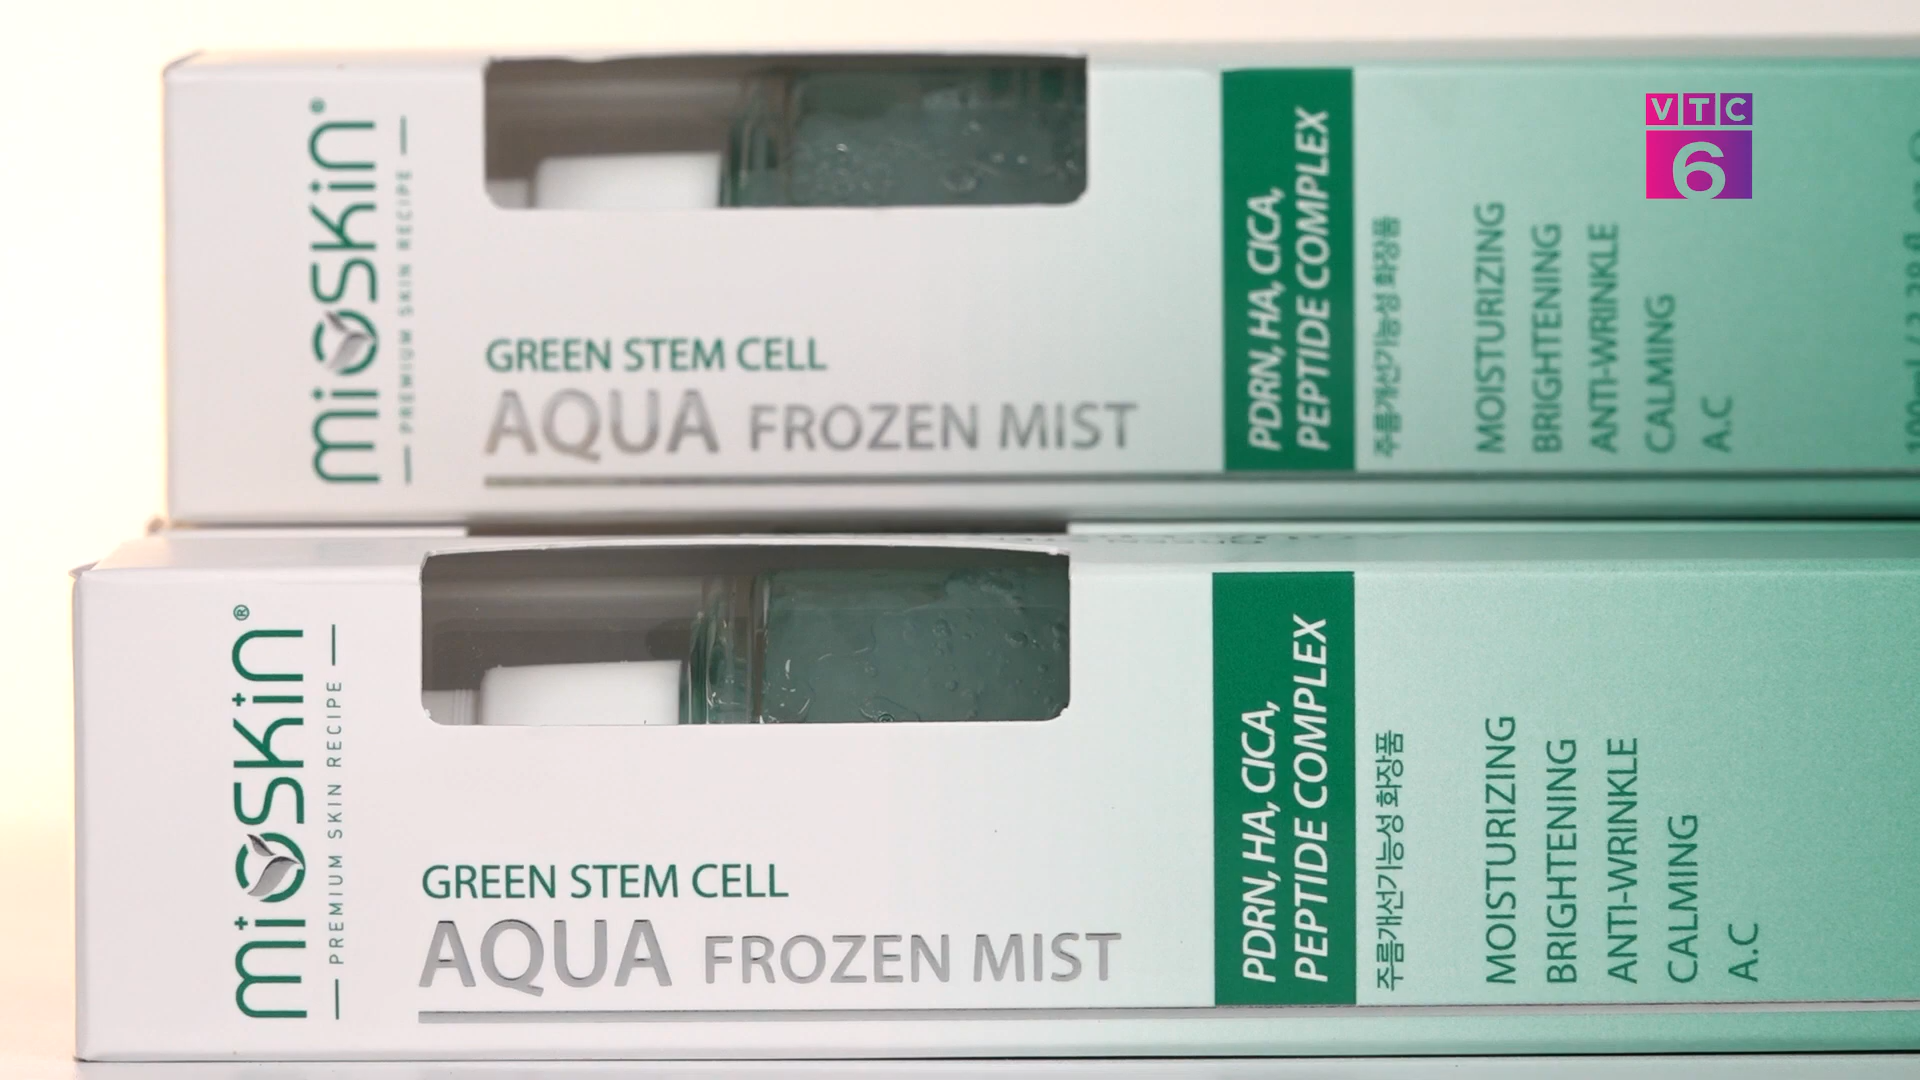 mioskin®
— PREMIUM SKIN RECIPE —
GREEN STEM CELL
AQUA FROZEN MIST
PDRN, HA, CICA,
PEPTIDE COMPLEX
주름개선기능성 화장품
MOISTURIZING
BRIGHTENING
ANTI-WRINKLE
CALMING
A.C
VTC
6
mioskin®
— PREMIUM SKIN RECIPE —
GREEN STEM CELL
AQUA FROZEN MIST
PDRN, HA, CICA,
PEPTIDE COMPLEX
주름개선기능성 화장품
MOISTURIZING
BRIGHTENING
ANTI-WRINKLE
CALMING
A.C